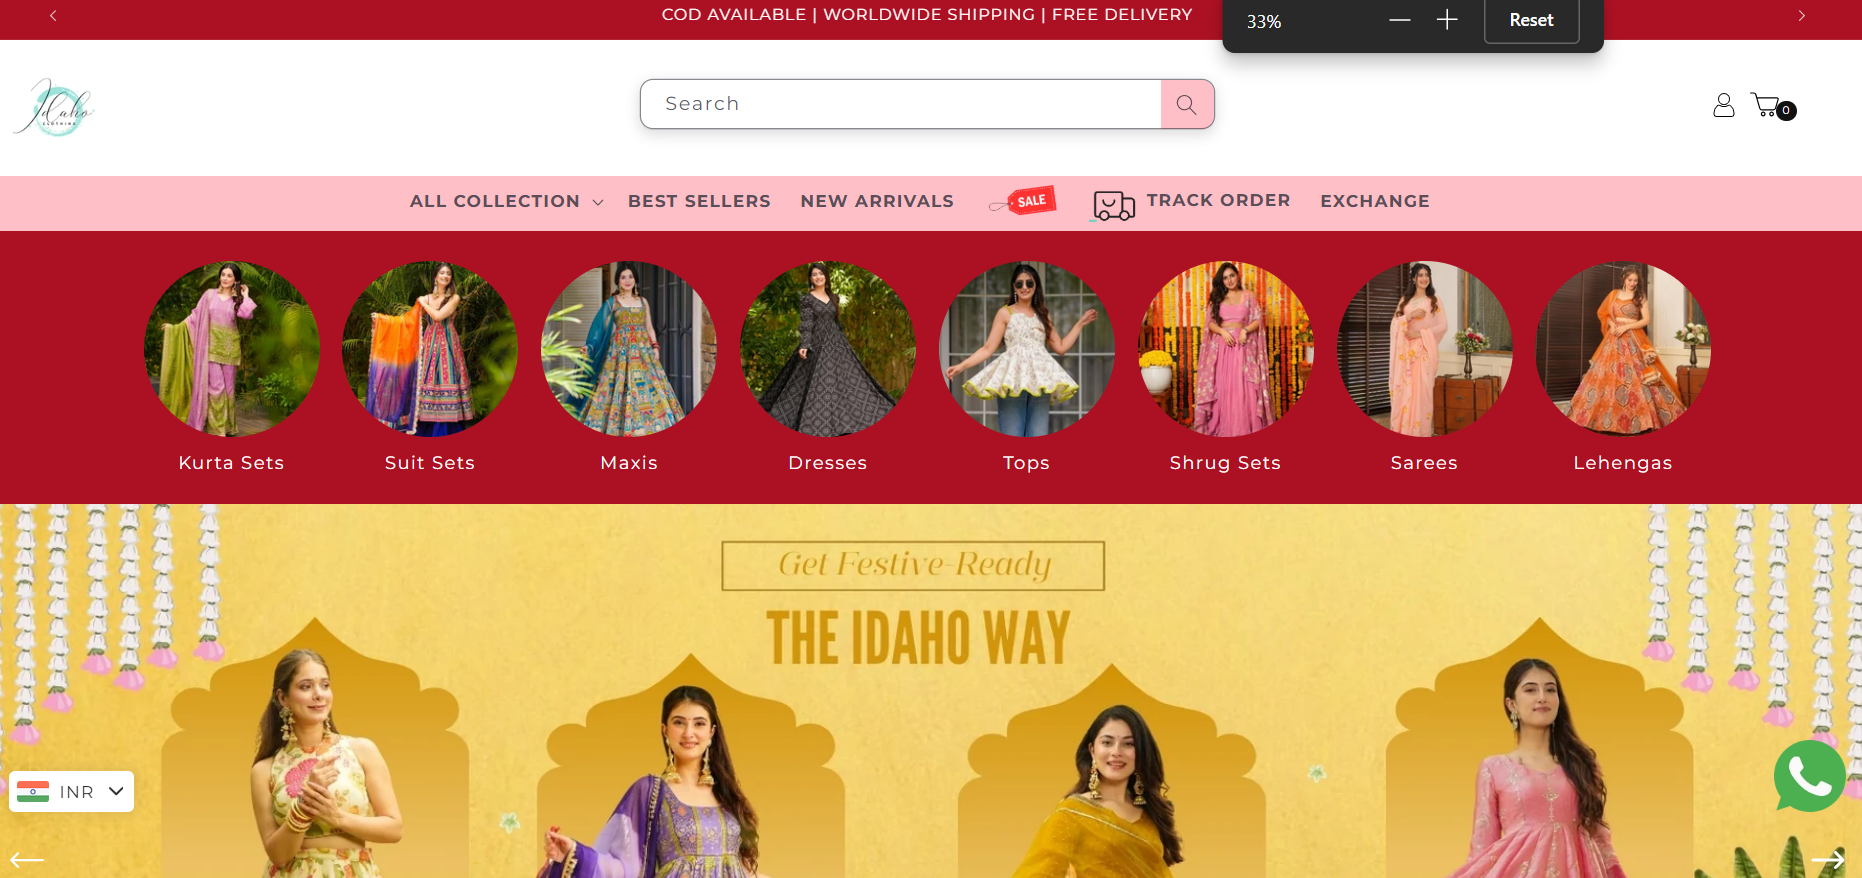 COD AVAILABLE | WORLDWIDE SHIPPING | FREE DELIVERY
33%
Reset
Idaho
CLOTHING
Search
0
ALL COLLECTION
BEST SELLERS
NEW ARRIVALS
SALE
TRACK ORDER
EXCHANGE
Kurta Sets
Suit Sets
Maxis
Dresses
Tops
Shrug Sets
Sarees
Lehengas
Get Festive-Ready
THE IDAHO WAY
INR